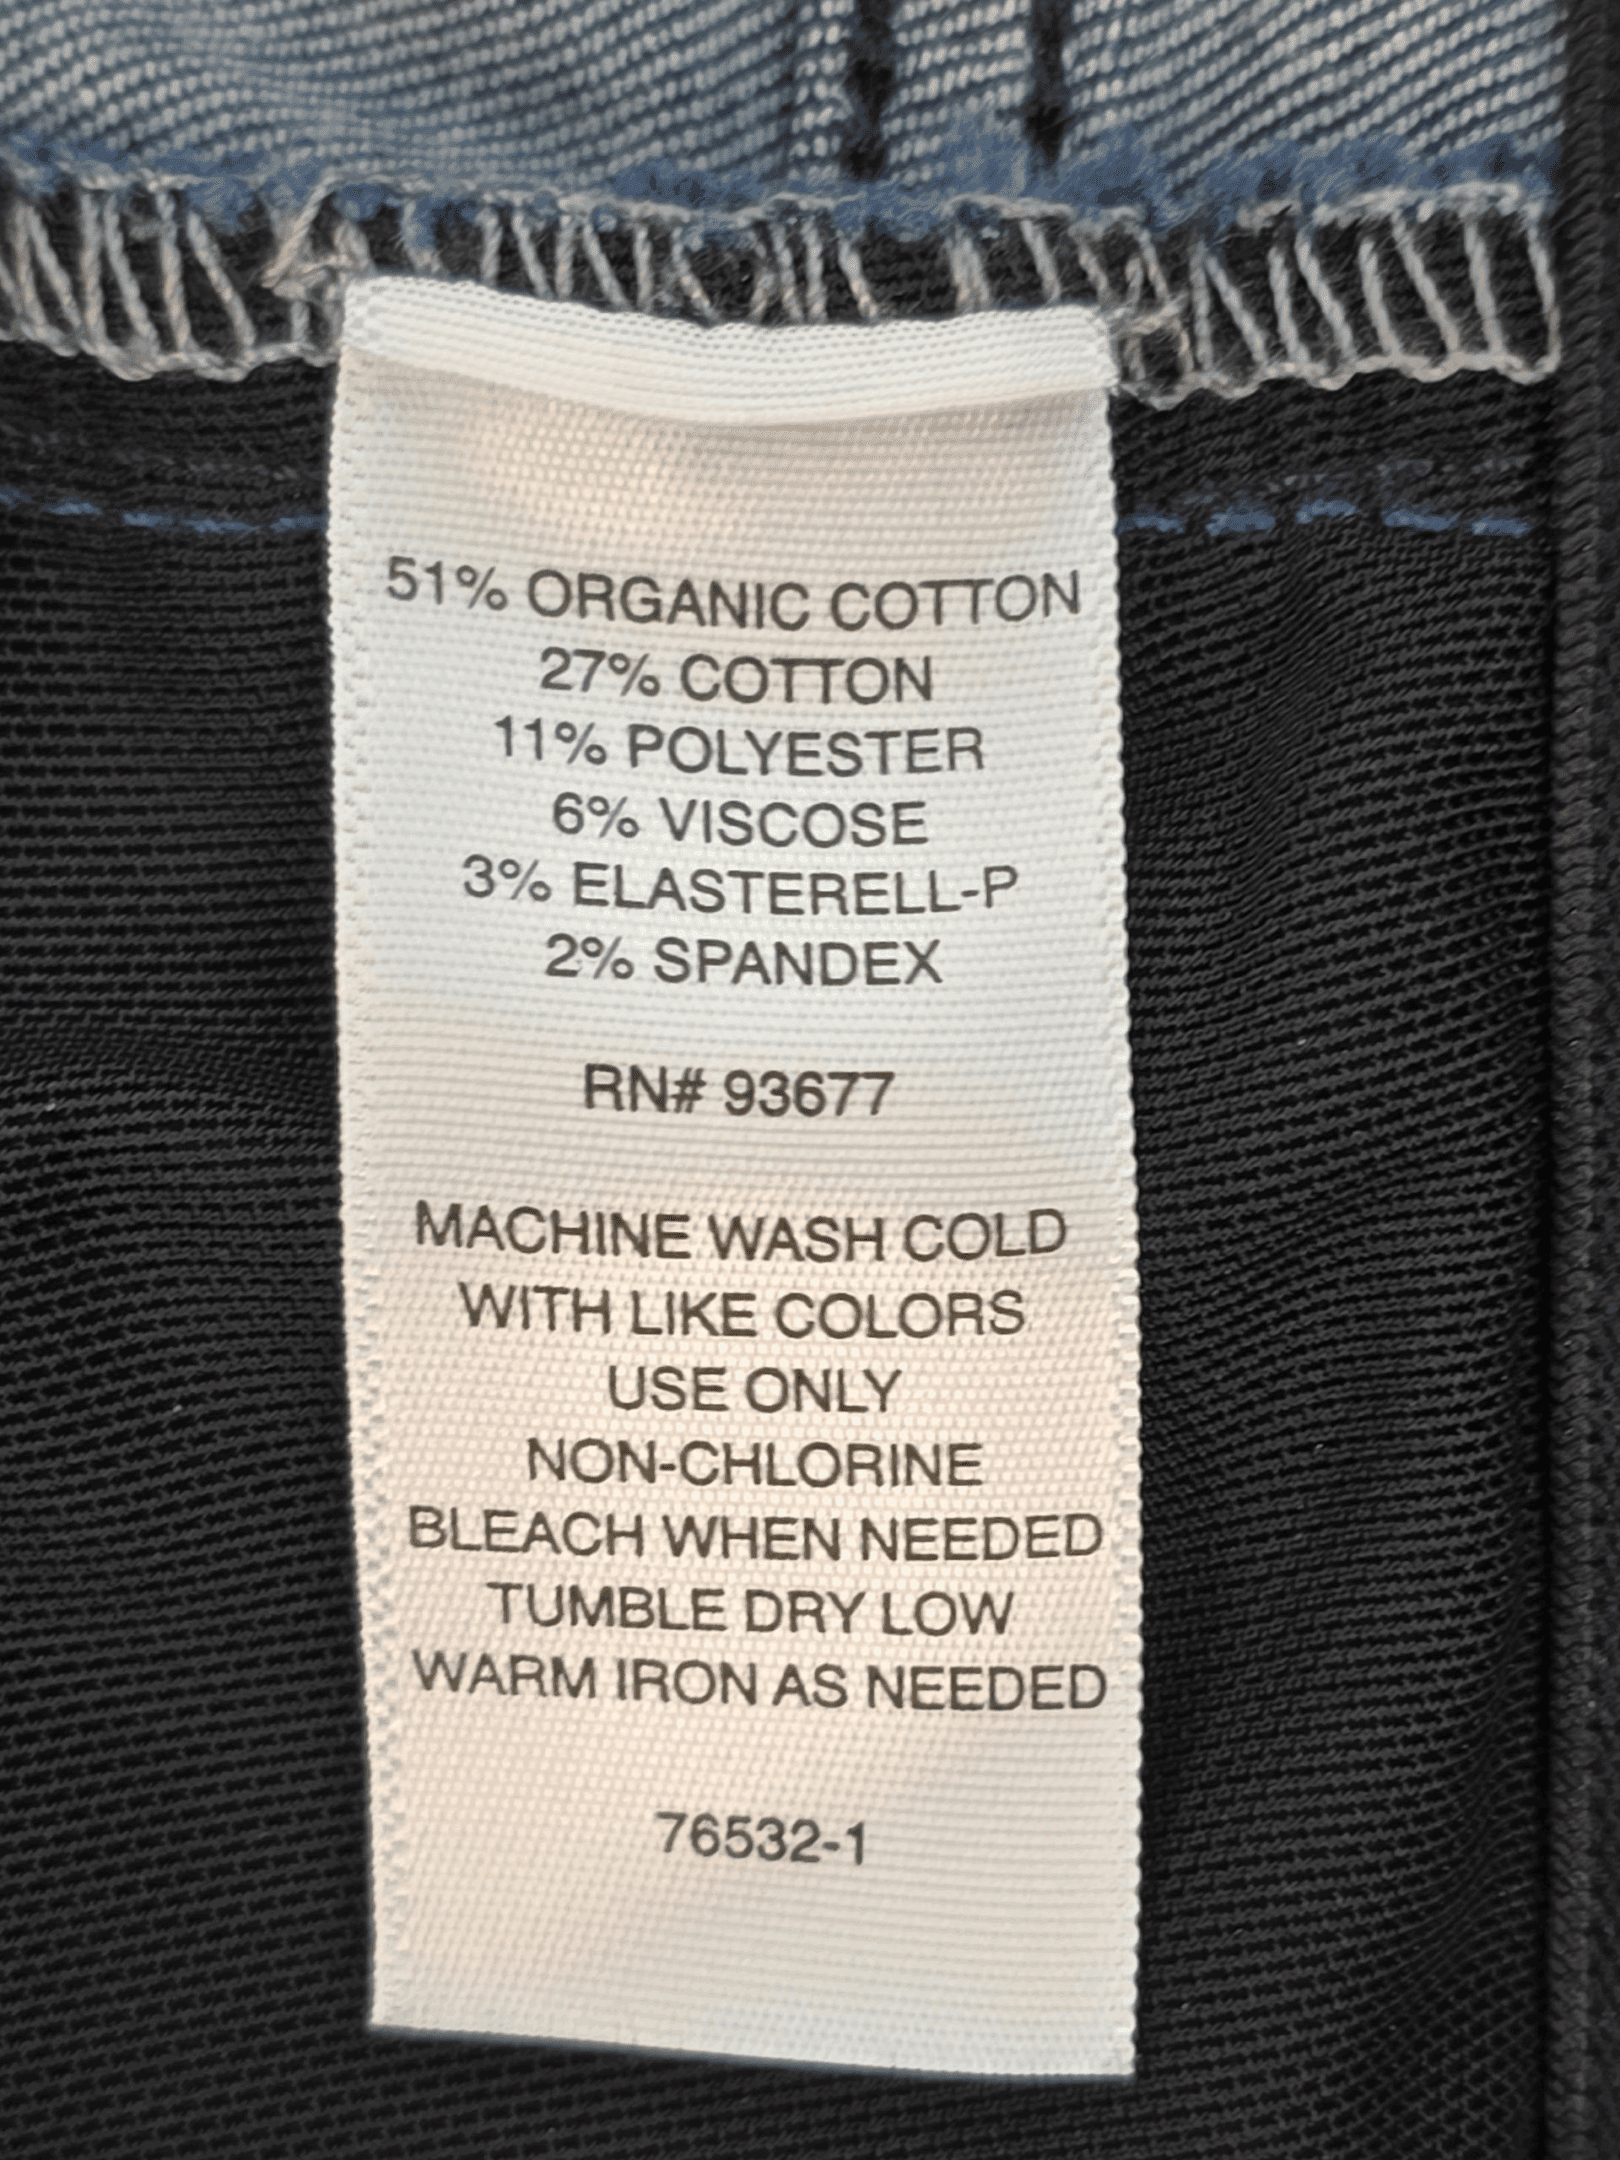 51% ORGANIC COTTON
27% COTTON
11% POLYESTER
6% VISCOSE
3% ELASTERELL-P
2% SPANDEX
RN# 93677
MACHINE WASH COLD
WITH LIKE COLORS
USE ONLY
NON-CHLORINE
BLEACH WHEN NEEDED
TUMBLE DRY LOW
WARM IRON AS NEEDED
76532-1